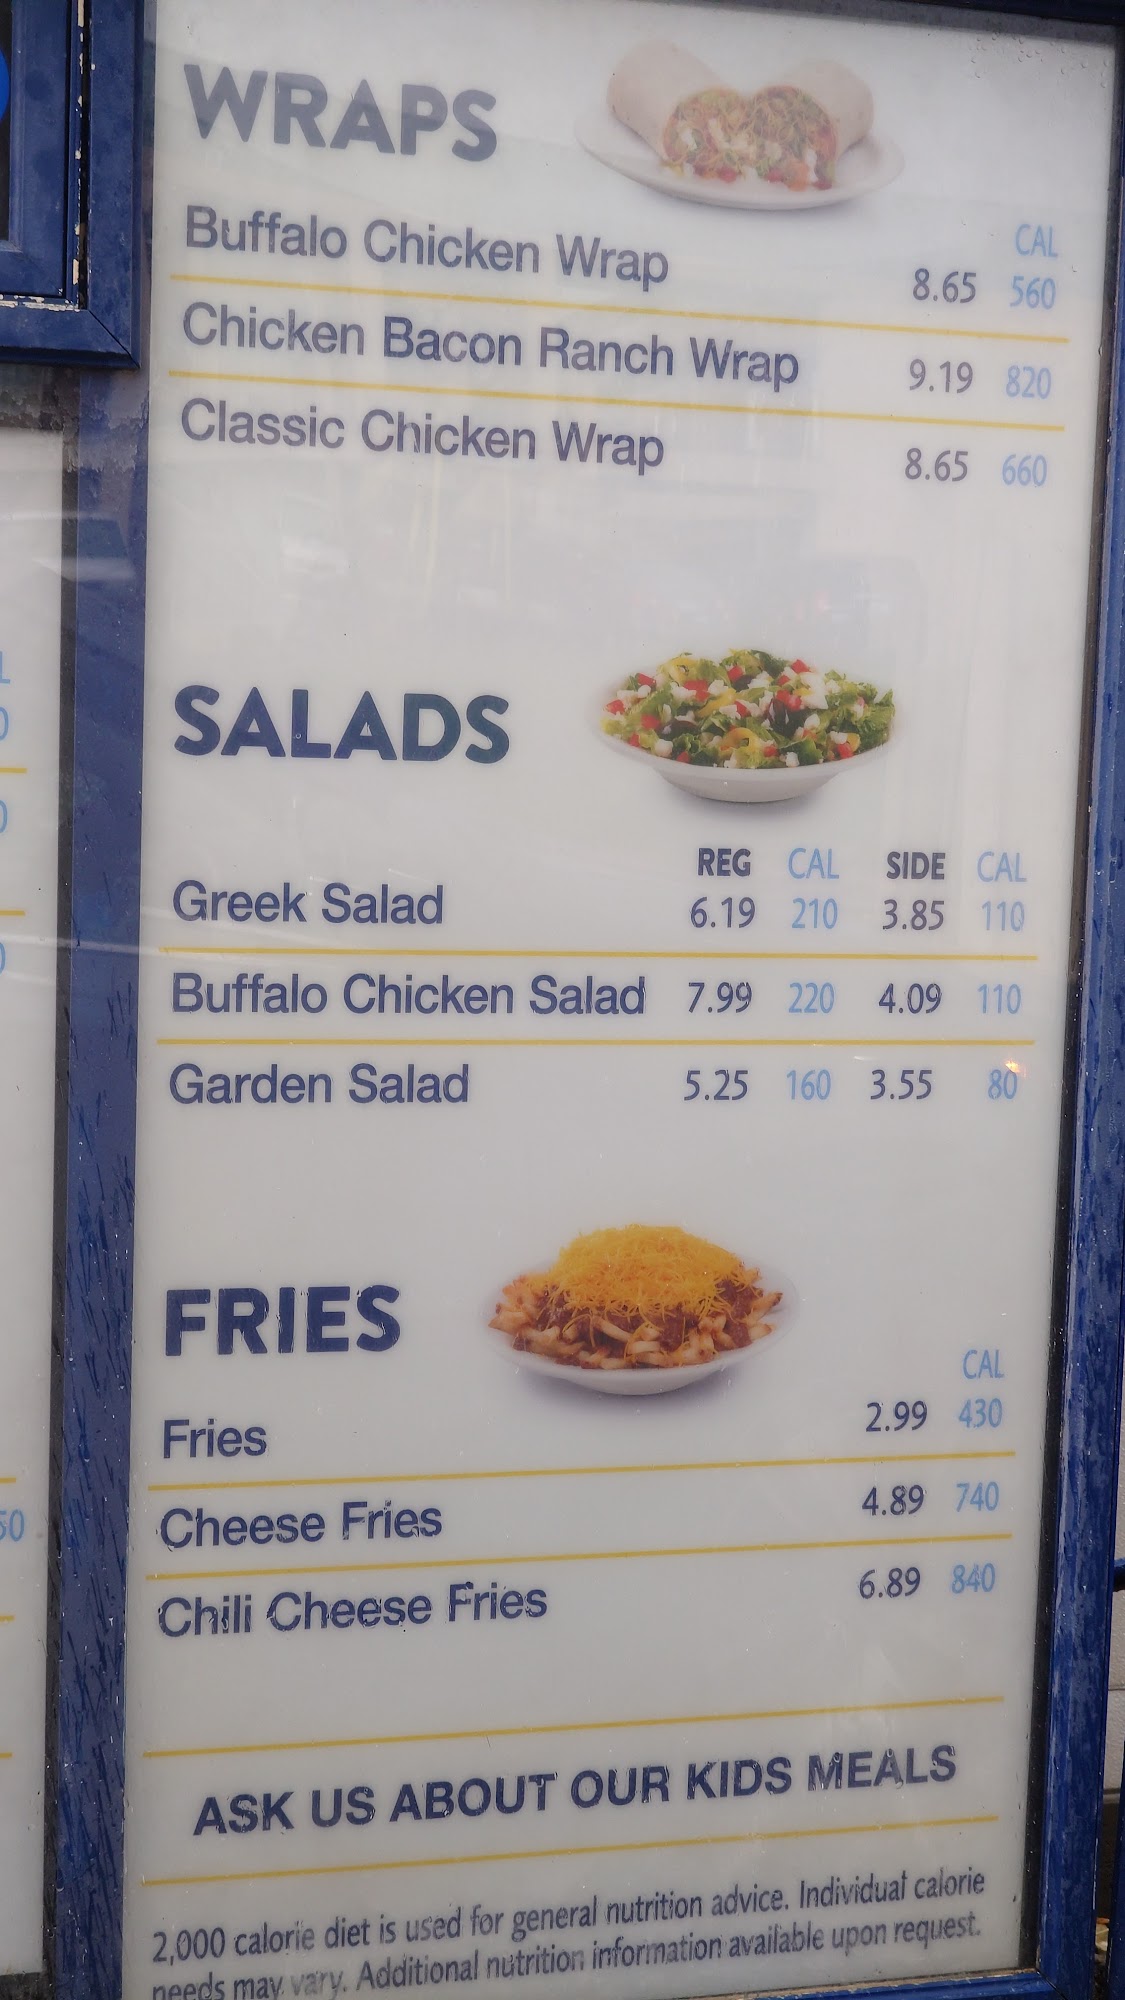 WRAPS
CAL
Buffalo Chicken Wrap 8.65 560
Chicken Bacon Ranch Wrap 9.19 820
Classic Chicken Wrap 8.65 660
SALADS
REG CAL SIDE CAL
Greek Salad 6.19 210 3.85 110
Buffalo Chicken Salad 7.99 220 4.09 110
Garden Salad 5.25 160 3.55 80
FRIES
CAL
Fries 2.99 430
Cheese Fries 4.89 740
Chili Cheese Fries 6.89 840
ASK US ABOUT OUR KIDS MEALS
2,000 calorie diet is used for general nutrition advice. Individual calorie
needs may vary. Additional nutrition information available upon request.